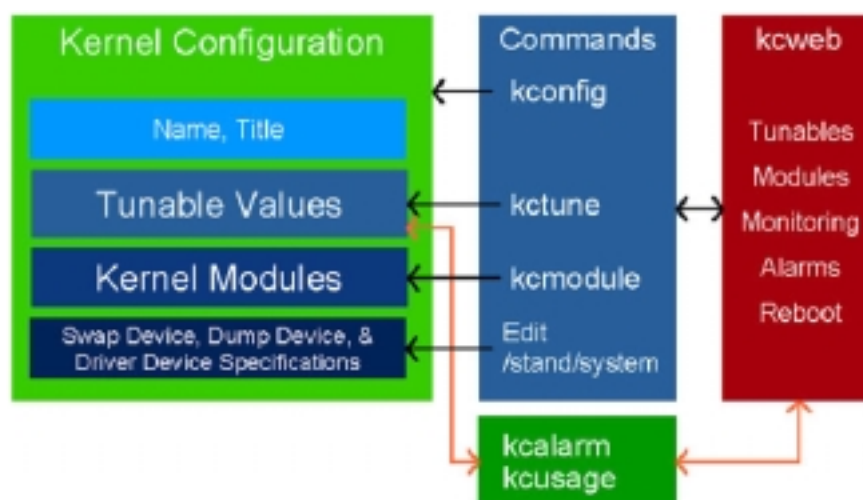 Kernel Configuration
Name, Title
Tunable Values
Kernel Modules
Swap Device, Dump Device, &
Driver Device Specifications
Commands
kconfig
kctune
kcmodule
Edit
/stand/system
kcweb
Tunables
Modules
Monitoring
Alarms
Reboot
kcalarm
kcusage